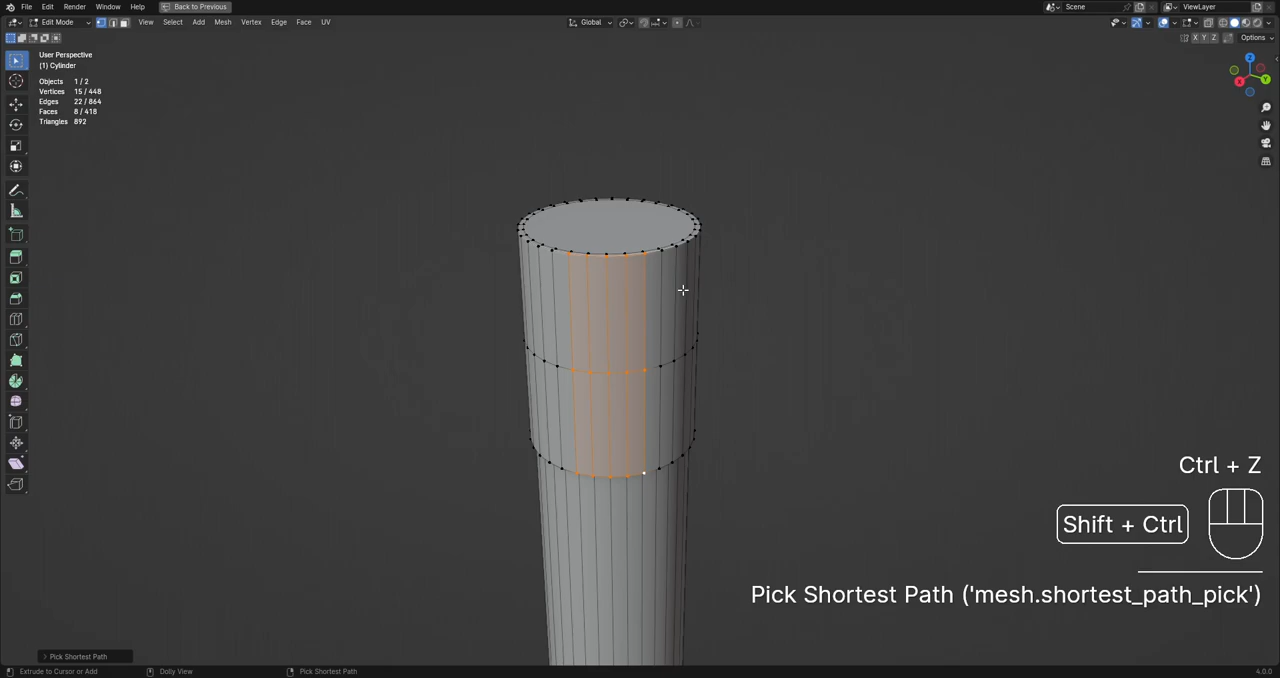 File Edit Render Window Help Back to Previous Scene ViewLayer
Edit Mode View Select Add Mesh Vertex Edge Face UV Global
X Y Z Options
User Perspective
(1) Cylinder
Objects 1 / 2
Vertices 15 / 448
Edges 22 / 864
Faces 8 / 418
Triangles 892
Z
Y
X
Ctrl + Z
Shift + Ctrl
Pick Shortest Path ('mesh.shortest_path_pick')
Pick Shortest Path
Extrude to Cursor or Add Dolly View Pick Shortest Path 4.0.0